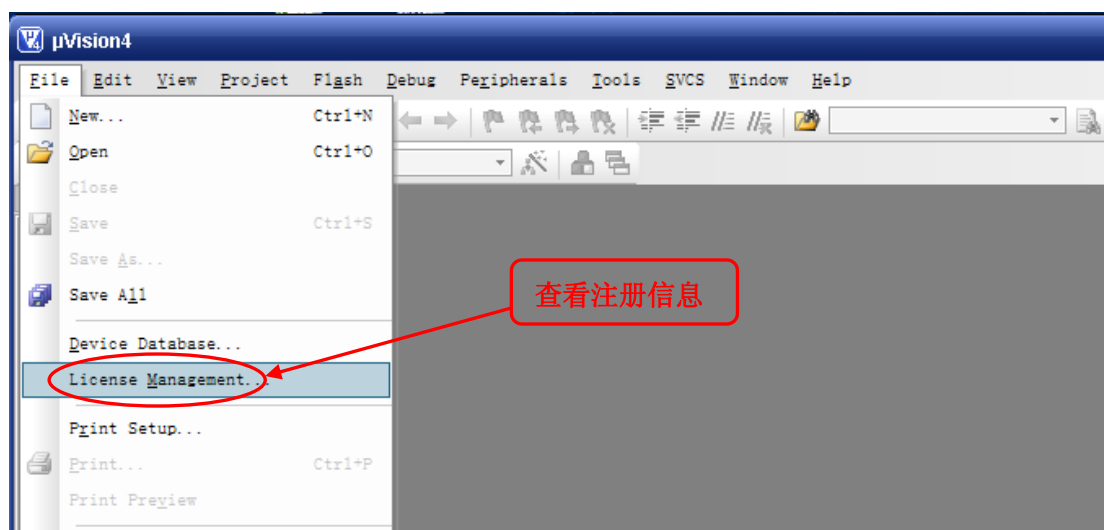 μVision4
File Edit View Project Flash Debug Peripherals Tools SVCS Window Help
New... Ctrl+N
Open Ctrl+O
Close
Save Ctrl+S
Save As...
Save All
查看注册信息
Device Database...
License Management...
Print Setup...
Print... Ctrl+P
Print Preview